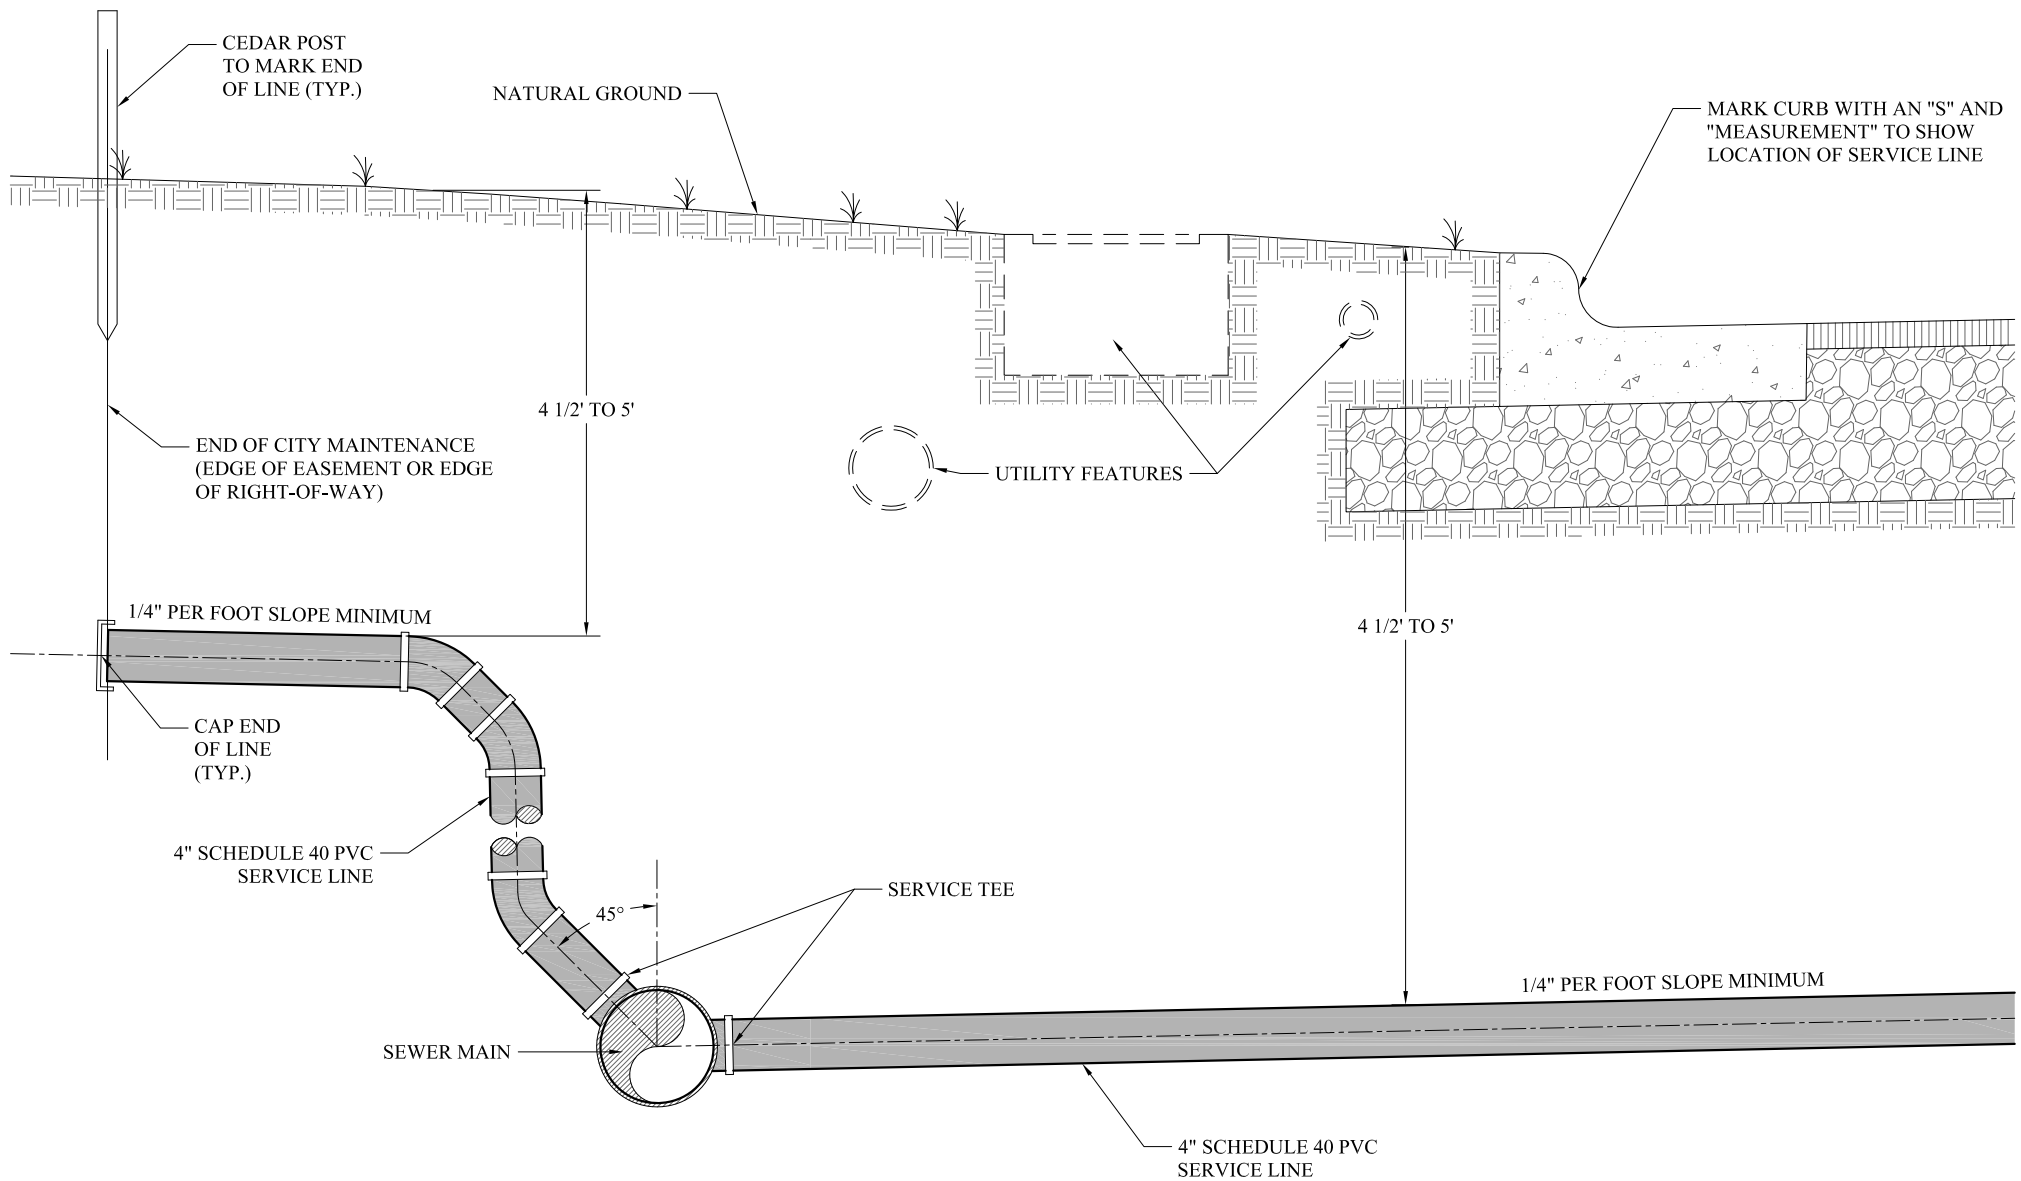 CEDAR POST
TO MARK END
OF LINE (TYP.)
NATURAL GROUND
MARK CURB WITH AN "S" AND
"MEASUREMENT" TO SHOW
LOCATION OF SERVICE LINE
4 1/2' TO 5'
END OF CITY MAINTENANCE
(EDGE OF EASEMENT OR EDGE
OF RIGHT-OF-WAY)
UTILITY FEATURES
1/4" PER FOOT SLOPE MINIMUM
4 1/2' TO 5'
CAP END
OF LINE
(TYP.)
4" SCHEDULE 40 PVC
SERVICE LINE
45°
SERVICE TEE
1/4" PER FOOT SLOPE MINIMUM
SEWER MAIN
4" SCHEDULE 40 PVC
SERVICE LINE